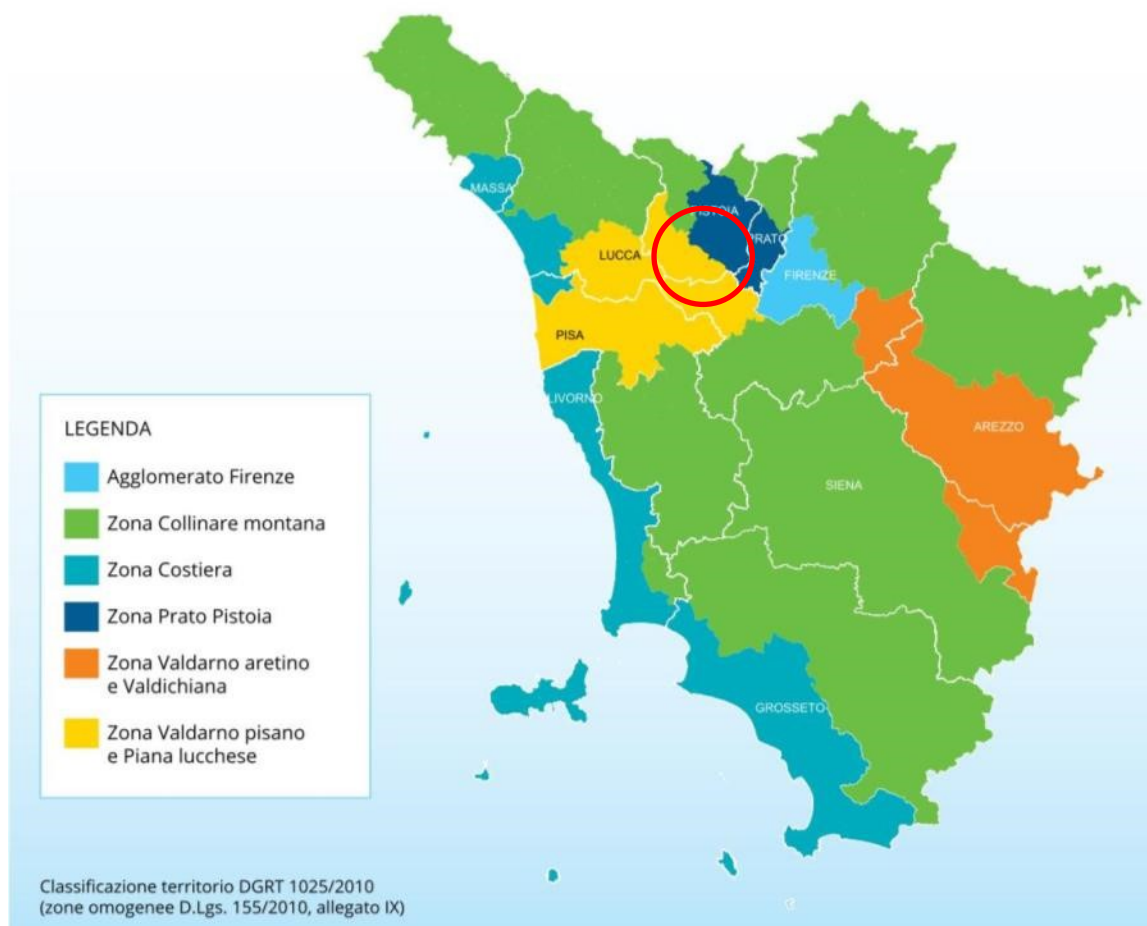 MASSA
ISTOIA
RATO
LUCCA
FIRENZE
PISA
LIVORNO
AREZZO
SIENA
GROSSETO
LEGENDA
Agglomerato Firenze
Zona Collinare montana
Zona Costiera
Zona Prato Pistoia
Zona Valdarno aretino
e Valdichiana
Zona Valdarno pisano
e Piana lucchese
Classificazione territorio DGRT 1025/2010
(zone omogenee D.Lgs. 155/2010, allegato IX)